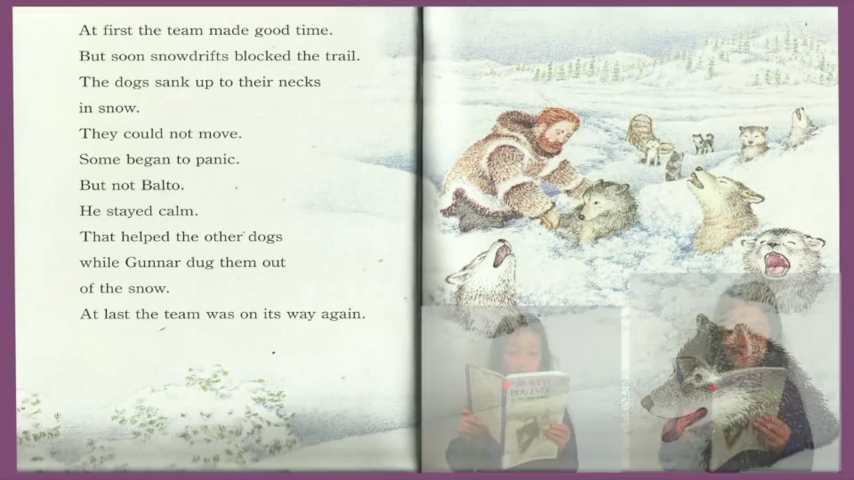 At first the team made good time.
But soon snowdrifts blocked the trail.
The dogs sank up to their necks
in snow.
They could not move.
Some began to panic.
But not Balto.
He stayed calm.
That helped the other dogs
while Gunnar dug them out
of the snow.
At last the team was on its way again.
DOG EVER